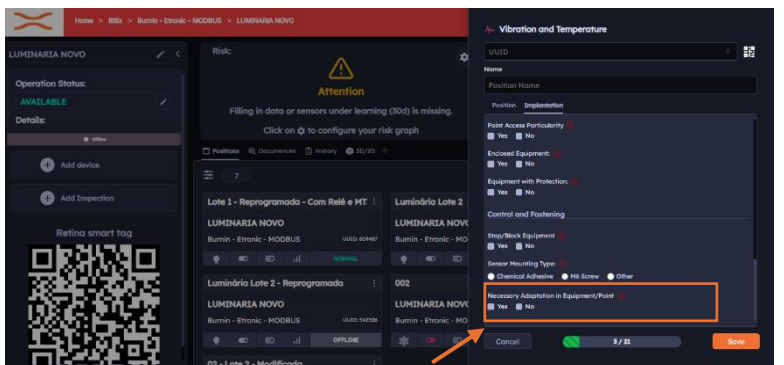 Home > IBBx > Burnin - Etronic - MODBUS > LUMINARIA NOVO
LUMINARIA NOVO
Operation Status:
AVAILABLE
Details:
Offline
Add device
Add Inspection
Retina smart tag
Risk:
Attention
Filling in data or sensors under learning (30d) is missing.
Click on to configure your risk graph
Positions
Occurrences
History
3D/2D
7
Lote 1 - Reprogramada - Com Relé e MT
LUMINARIA NOVO
Burnin - Etronic - MODBUS
NORMAL
Luminária Lote 2
LUMINARIA NOVO
Burnin - Etronic - MO
Luminária Lote 2 - Reprogramada
LUMINARIA NOVO
Burnin - Etronic - MODBUS
OFFLINE
002
LUMINARIA NOV
Burnin - Etronic - MO
Vibration and Temperature
UUID
Name
Position Name
Position Implantation
Point Access Particularity
Yes No
Enclosed Equipment:
Yes No
Equipment with Protection:
Yes No
Control and Fastening
Stop/Block Equipment
Yes No
Sensor Mounting Type:
Chemical Adhesive M6 Screw Other
Necessary Adaptation in Equipment/Point
Yes No
Cancel
3 / 21
Save